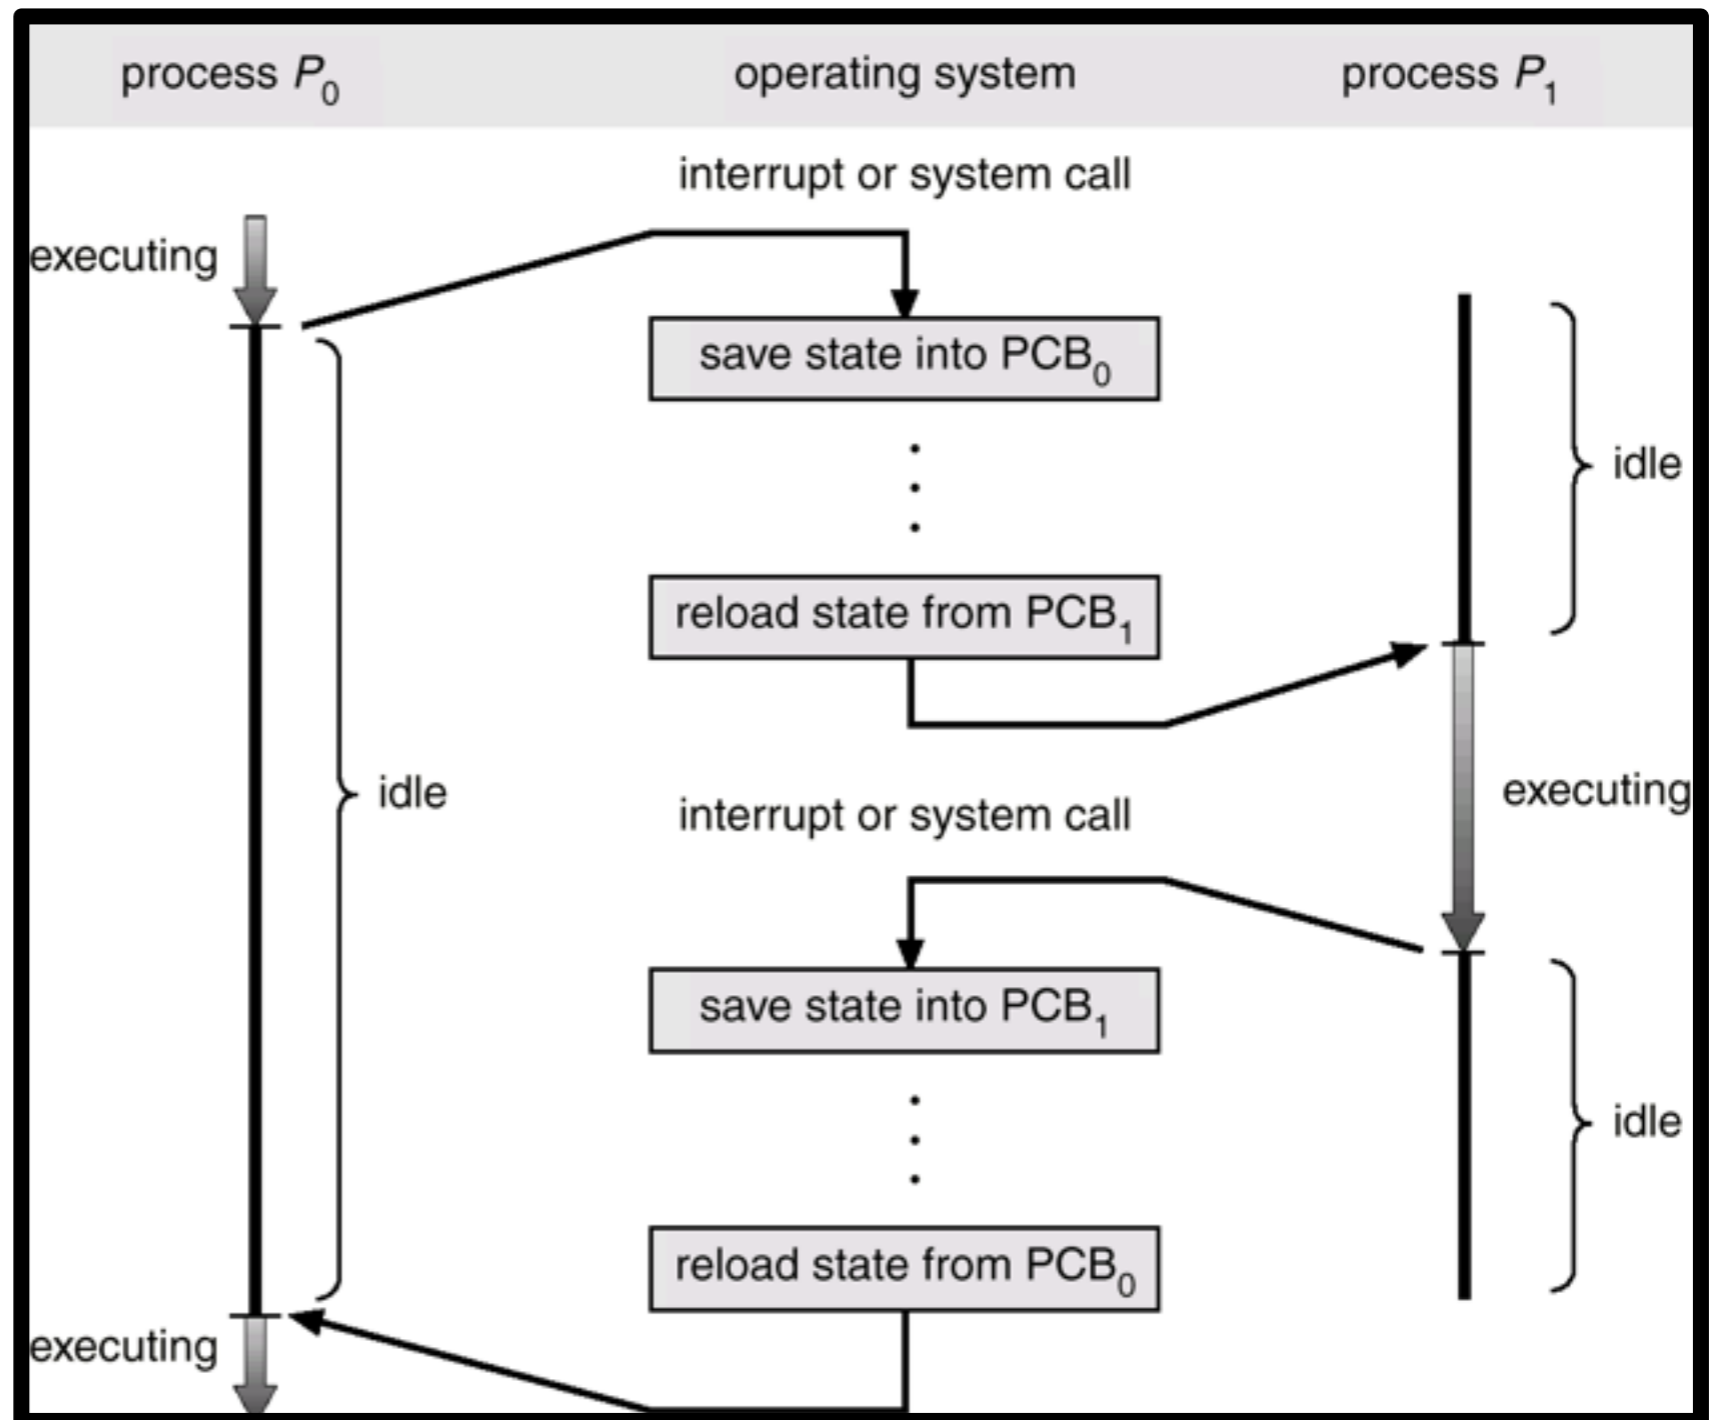 process P0
operating system
process P1
interrupt or system call
executing
save state into PCB0
idle
reload state from PCB1
idle
executing
interrupt or system call
save state into PCB1
idle
reload state from PCB0
executing